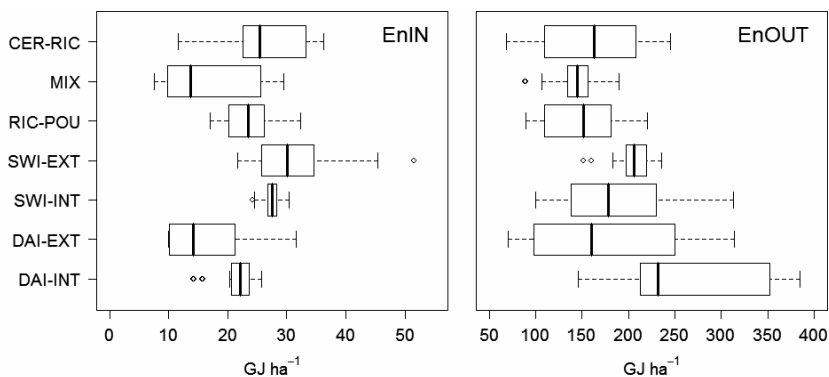 EnIN
EnOUT
CER-RIC
MIX
RIC-POU
SWI-EXT
SWI-INT
DAI-EXT
DAI-INT
0 10 20 30 40 50
50 100 150 200 250 300 350 400
GJ ha⁻¹
GJ ha⁻¹